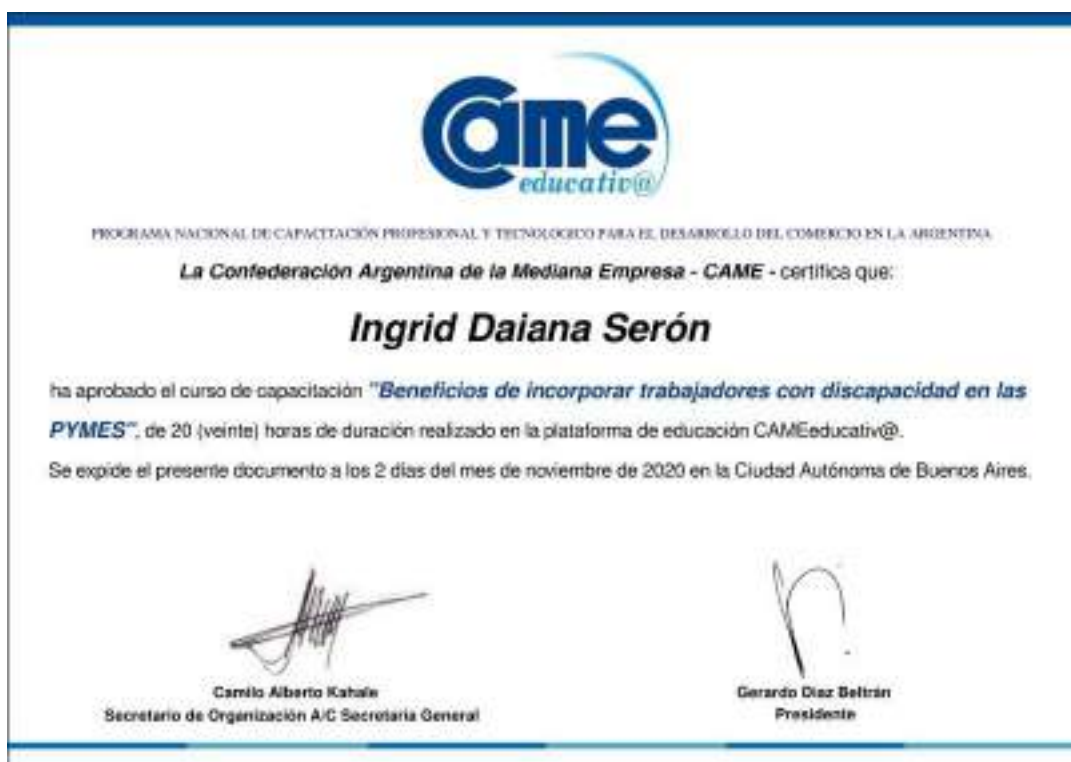 Came
educativ@
PROGRAMA NACIONAL DE CAPACITACIÓN PROFESIONAL Y TECNOLOGICO PARA EL DESARROLLO DEL COMERCIO EN LA ARGENTINA
La Confederación Argentina de la Mediana Empresa - CAME - certifica que:
Ingrid Daiana Serón
ha aprobado el curso de capacitación "Beneficios de incorporar trabajadores con discapacidad en las
PYMES", de 20 (veinte) horas de duración realizado en la plataforma de educación CAMEeducativ@.
Se expide el presente documento a los 2 días del mes de noviembre de 2020 en la Ciudad Autónoma de Buenos Aires.
Camilo Alberto Kahale
Secretario de Organización A/C Secretaria General
Gerardo Diaz Beltrán
Presidente